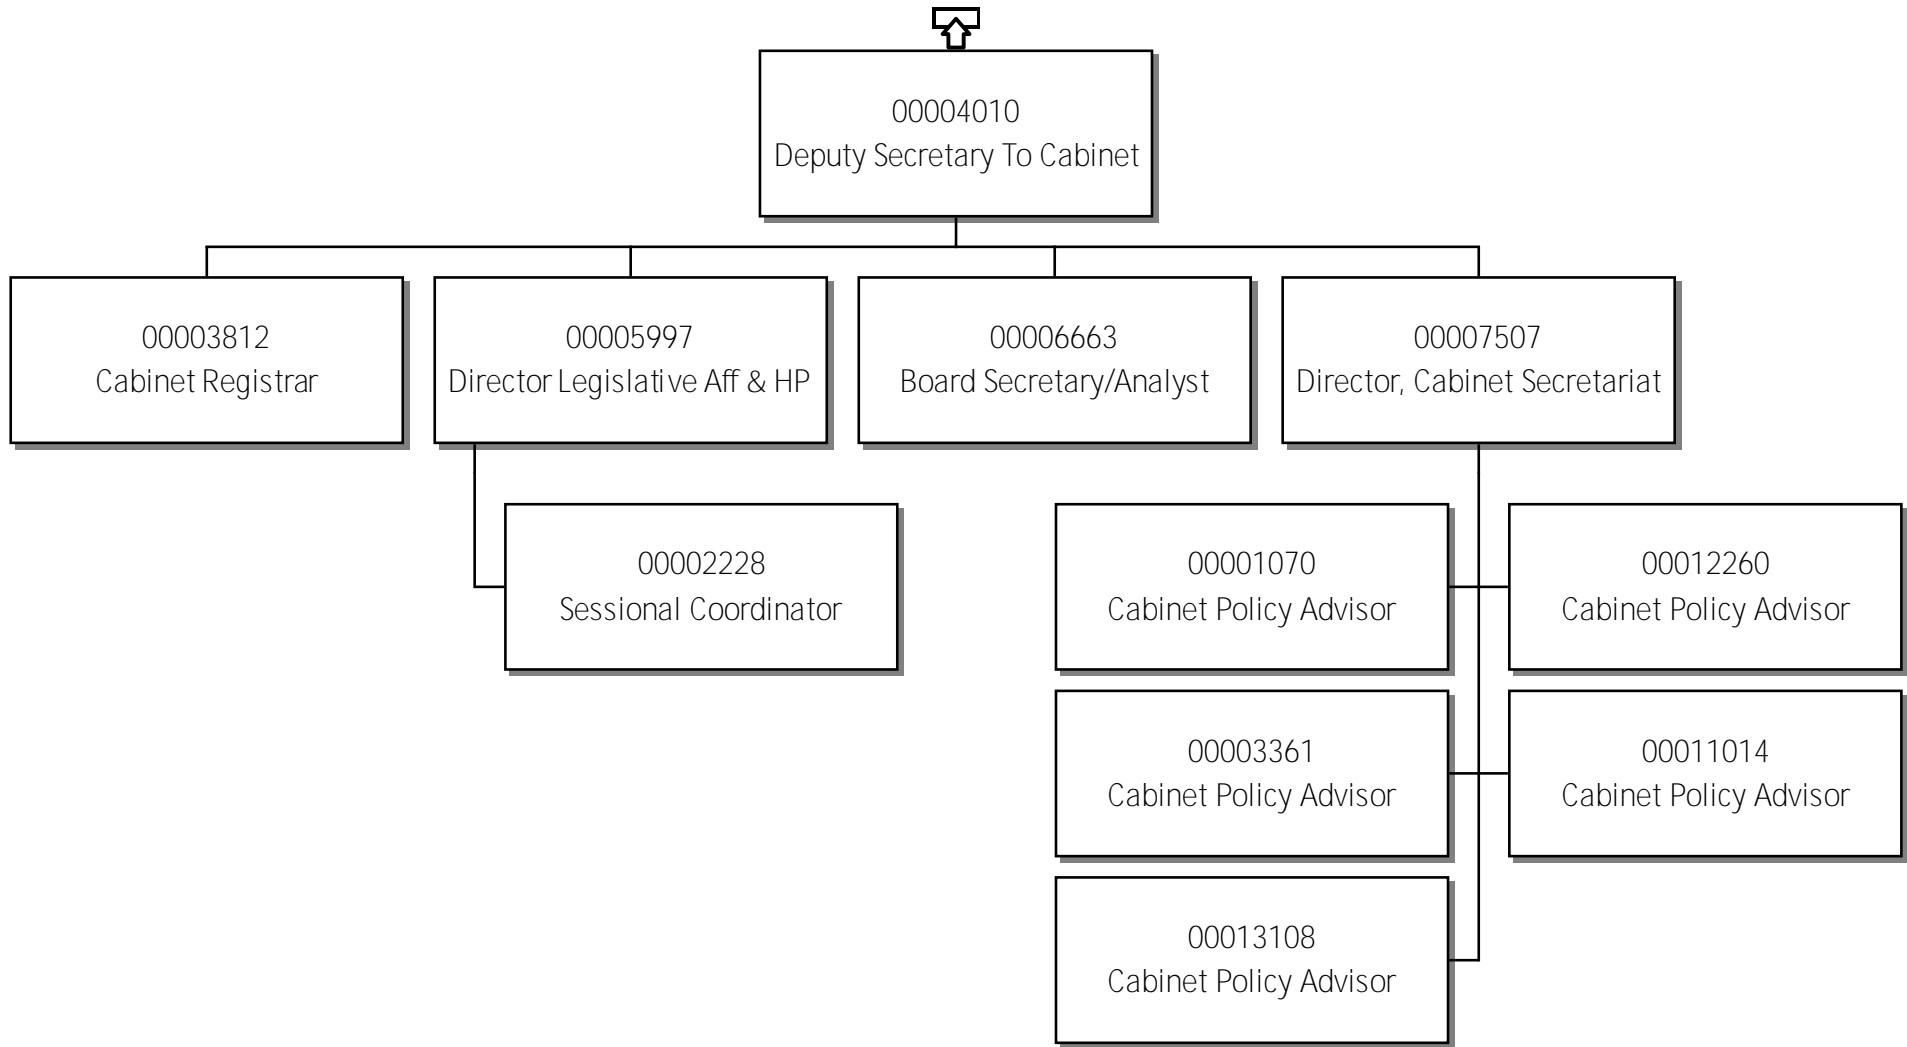 00004010
Deputy Secretary To Cabinet
00003812
Cabinet Registrar
00005997
Director Legislative Aff & HP
00006663
Board Secretary/Analyst
00007507
Director, Cabinet Secretariat
00002228
Sessional Coordinator
00001070
Cabinet Policy Advisor
00012260
Cabinet Policy Advisor
00003361
Cabinet Policy Advisor
00011014
Cabinet Policy Advisor
00013108
Cabinet Policy Advisor